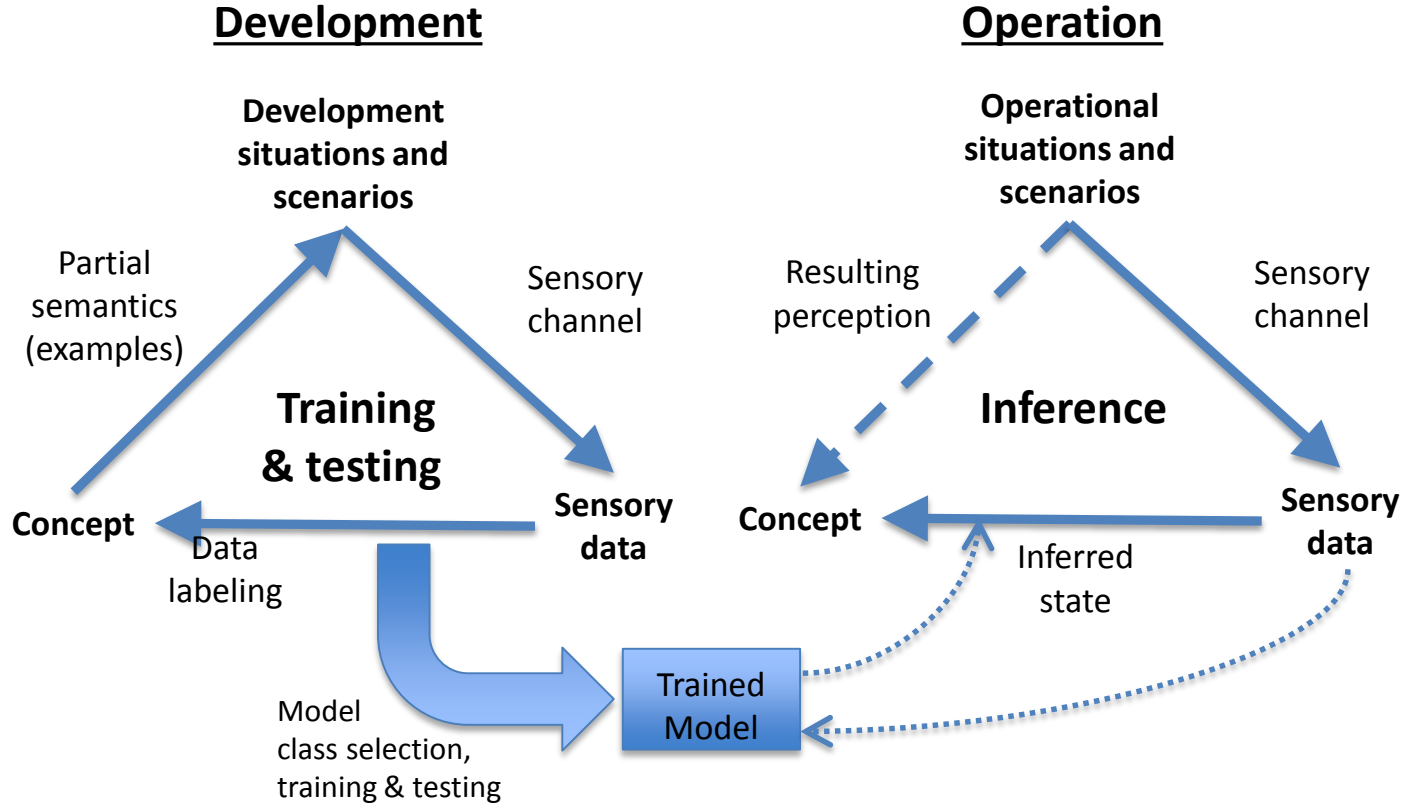 Development
Development
situations and
scenarios
Partial
semantics
(examples)
Sensory
channel
Training
& testing
Concept
Sensory
data
Data
labeling
Model
class selection,
training & testing
Trained
Model
Operation
Operational
situations and
scenarios
Resulting
perception
Sensory
channel
Inference
Concept
Sensory
data
Inferred
state